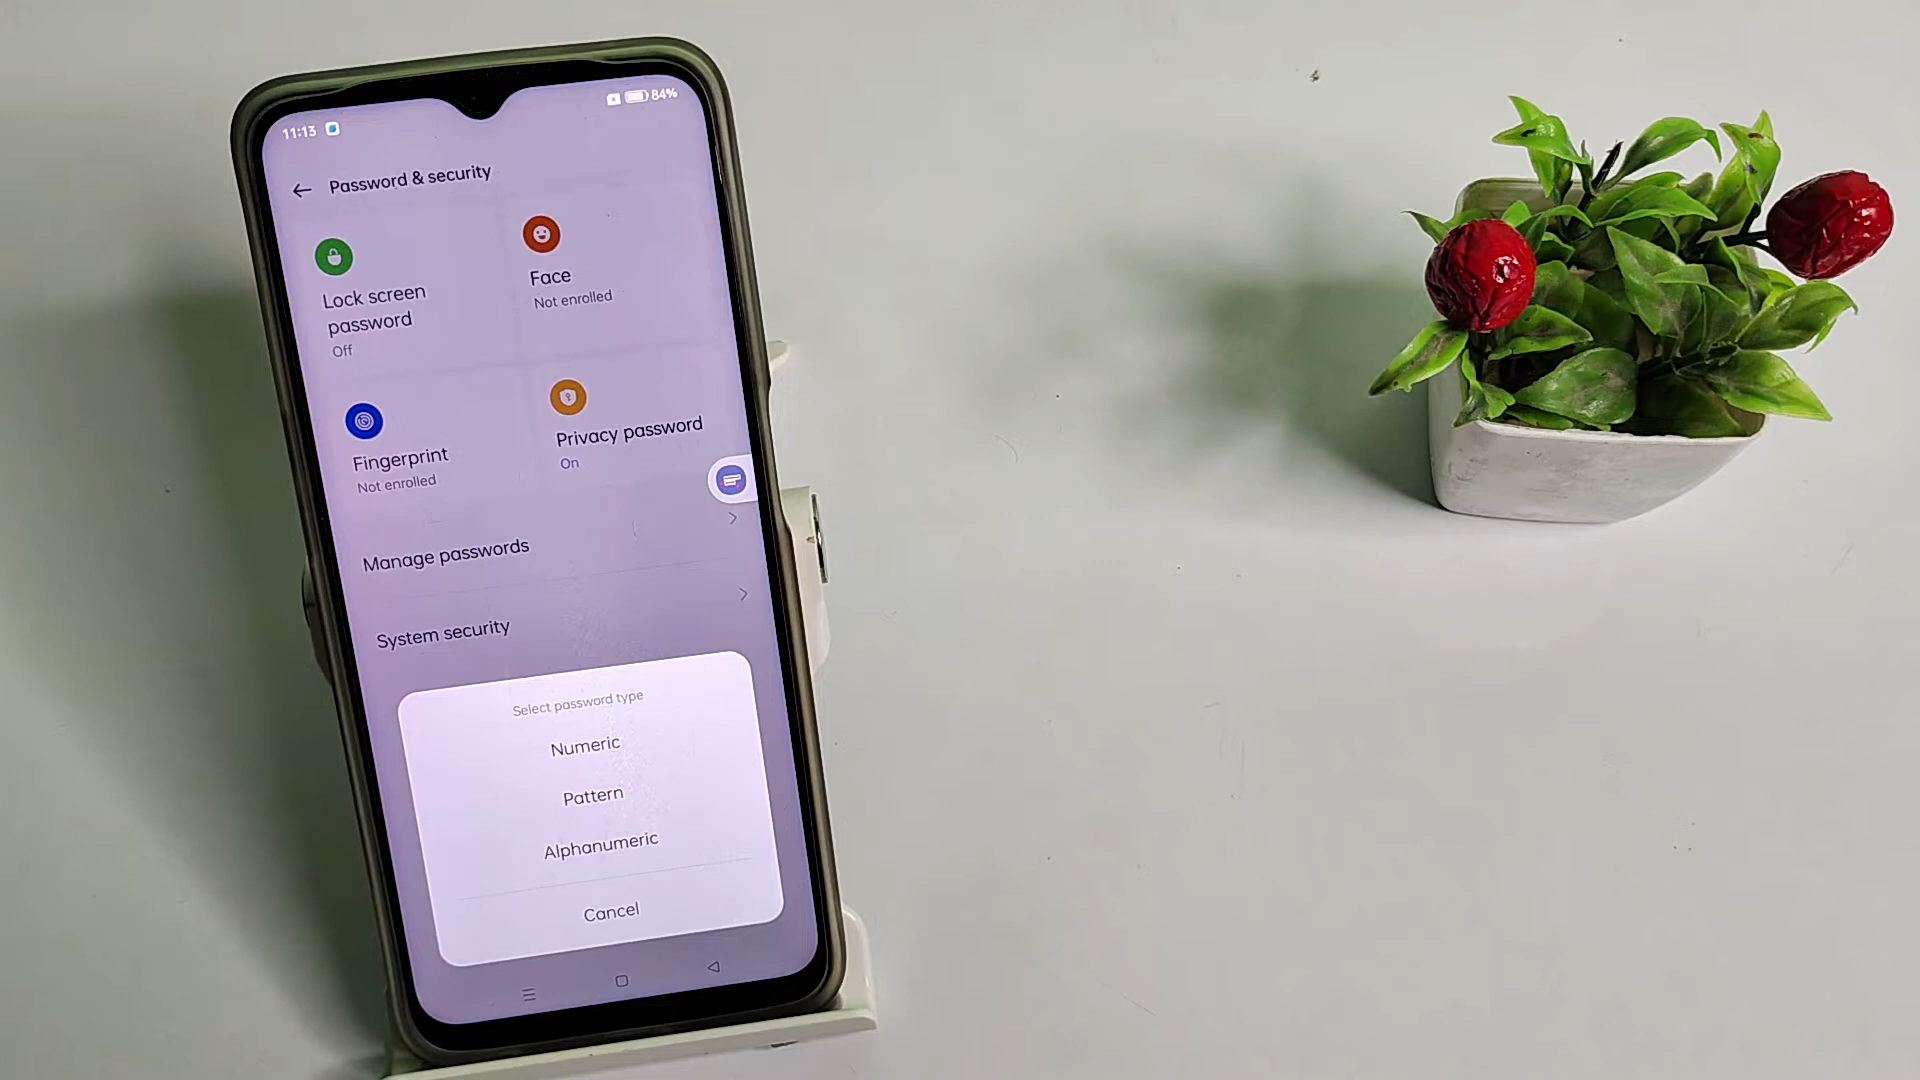 11:13
84%
Password & security
Lock screen
password
Off
Face
Not enrolled
Fingerprint
Not enrolled
Privacy password
On
Manage passwords
System security
Select password type
Numeric
Pattern
Alphanumeric
Cancel